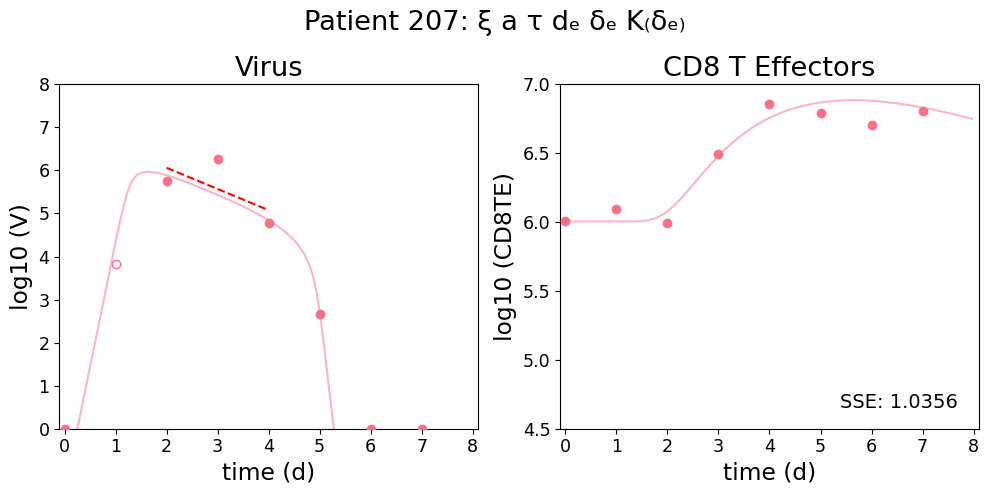 Patient 207: ξ a τ dₑ δₑ K₍δₑ₎
Virus
CD8 T Effectors
log10 (V)
8
7
6
5
4
3
2
1
0
0 1 2 3 4 5 6 7 8
time (d)
log10 (CD8TE)
7.0
6.5
6.0
5.5
5.0
4.5
SSE: 1.0356
0 1 2 3 4 5 6 7 8
time (d)